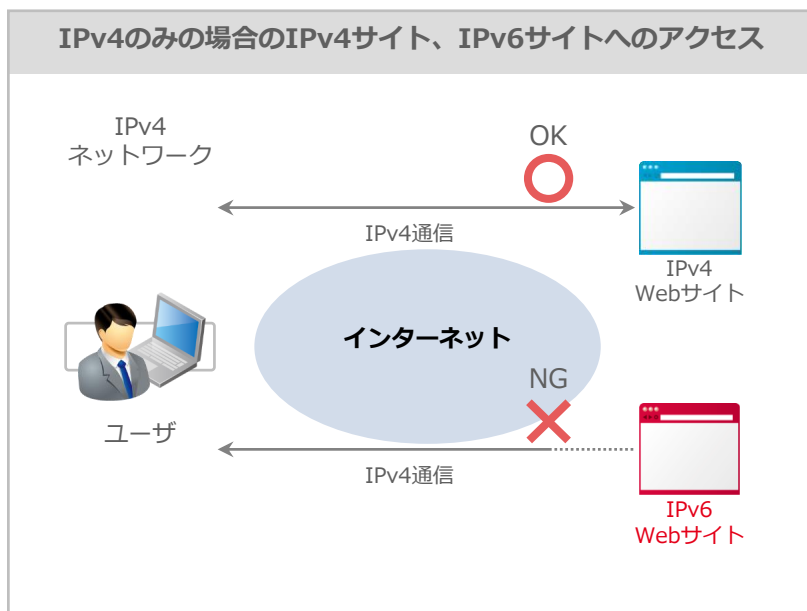 IPv4のみの場合のIPv4サイト、IPv6サイトへのアクセス
IPv4
ネットワーク
OK
IPv4通信
IPv4
Webサイト
インターネット
NG
ユーザ
IPv4通信
IPv6
Webサイト